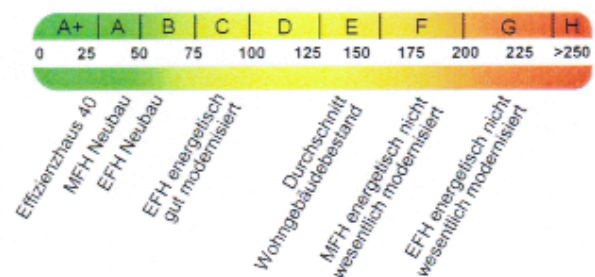 A+ A B C D E F G H
0 25 50 75 100 125 150 175 200 225 >250
Effizienzhaus 40
MFH Neubau
EFH Neubau
EFH energetisch
gut modernisiert
Durchschnitt
Wohngebäudebestand
MFH energetisch nicht
wesentlich modernisiert
EFH energetisch nicht
wesentlich modernisiert